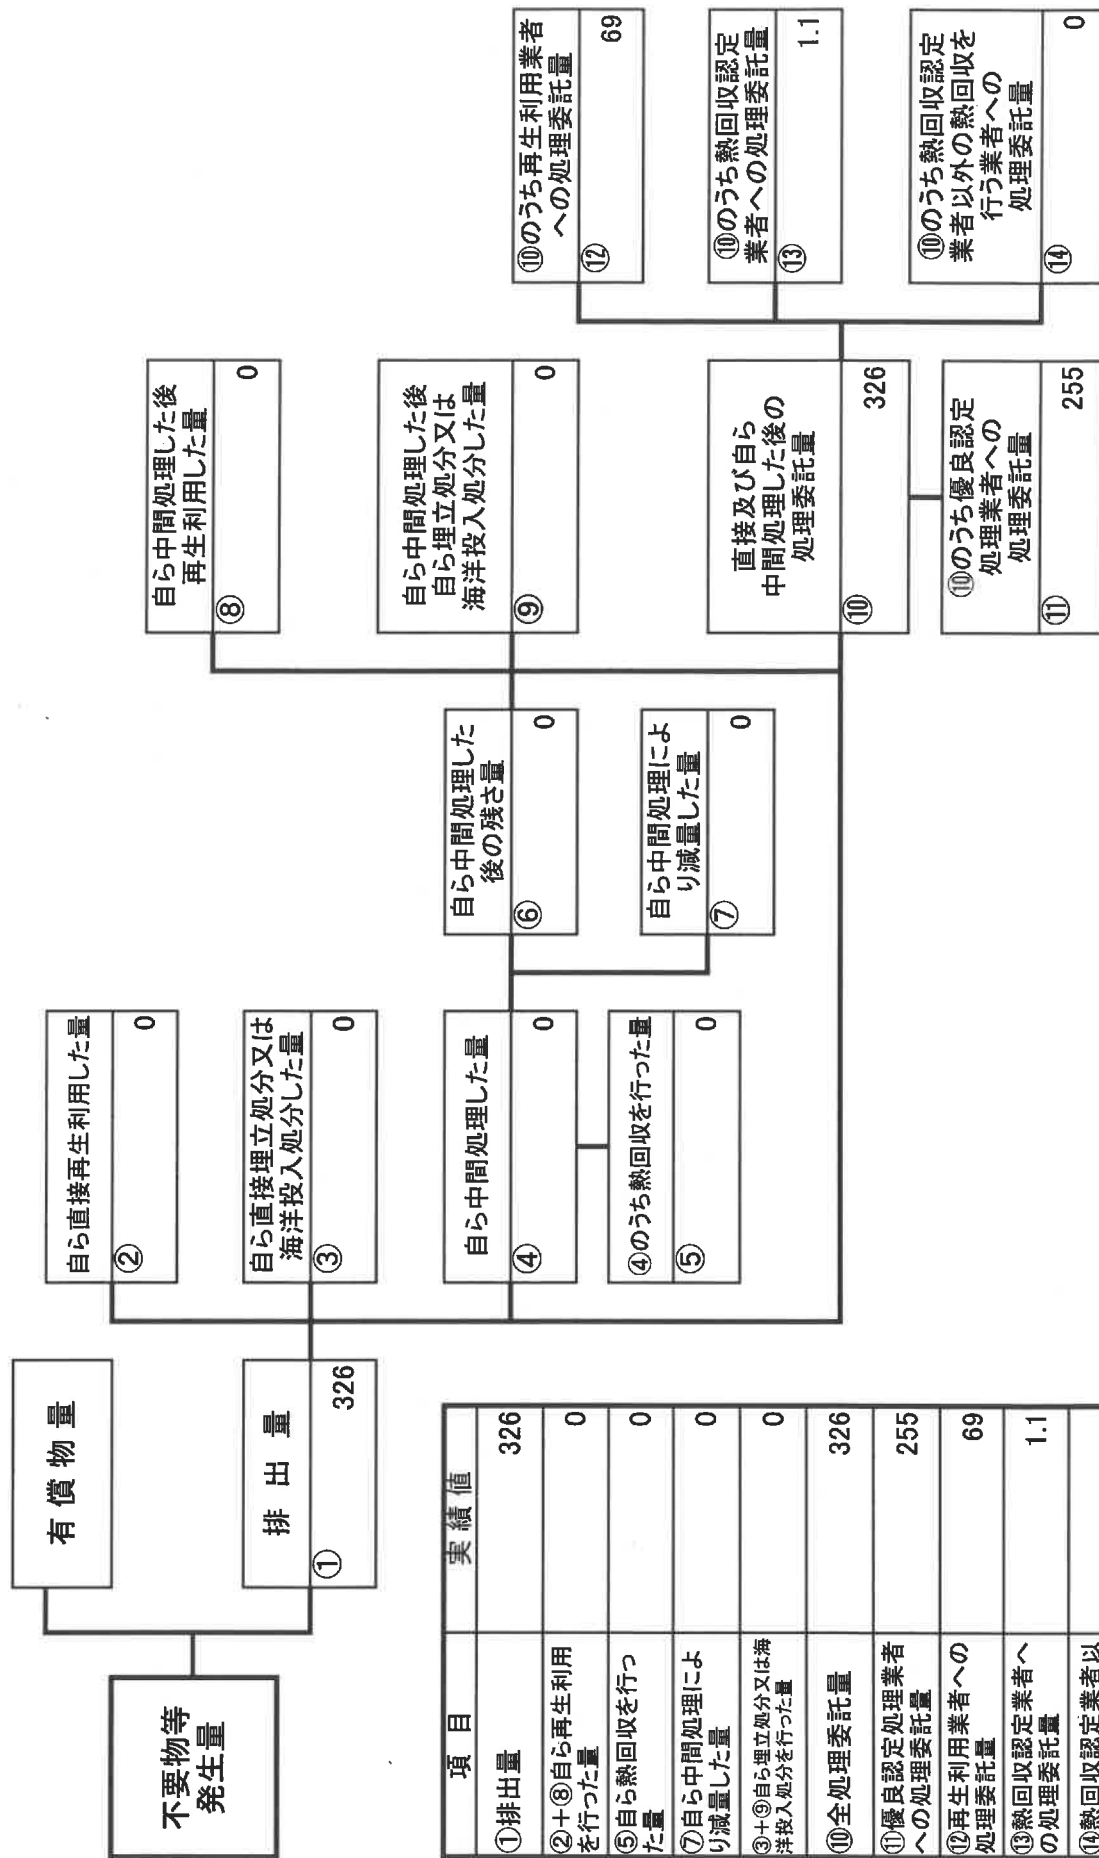 不要物等
発生量
有償物量
排出量
①
326
自ら直接再生利用した量
②
0
自ら直接埋立処分又は
海洋投入処分した量
③
0
自ら中間処理した量
④
0
④のうち熱回収を行った量
⑤
0
自ら中間処理した
後の残さ量
⑥
0
自ら中間処理によ
り減量した量
⑦
0
自ら中間処理した後
再生利用した量
⑧
0
自ら中間処理した後
自ら埋立処分又は
海洋投入処分した量
⑨
0
直接及び自ら
中間処理した後の
処理委託量
⑩
326
⑩のうち優良認定
処理業者への
処理委託量
⑪
255
⑩のうち再生利用業者
への処理委託量
⑫
69
⑩のうち熱回収認定
業者への処理委託量
⑬
1.1
⑩のうち熱回収認定
業者以外の熱回収を
行う業者への
処理委託量
⑭
0
項目
実績値
①排出量
326
②+⑧自ら再生利用
を行った量
0
⑤自ら熱回収を行っ
た量
0
⑦自ら中間処理によ
り減量した量
0
③+⑨自ら埋立処分又は海
洋投入処分を行った量
0
⑩全処理委託量
326
⑪優良認定処理業者
への処理委託量
255
⑫再生利用業者への
処理委託量
69
⑬熱回収認定業者へ
の処理委託量
1.1
⑭熱回収認定業者以